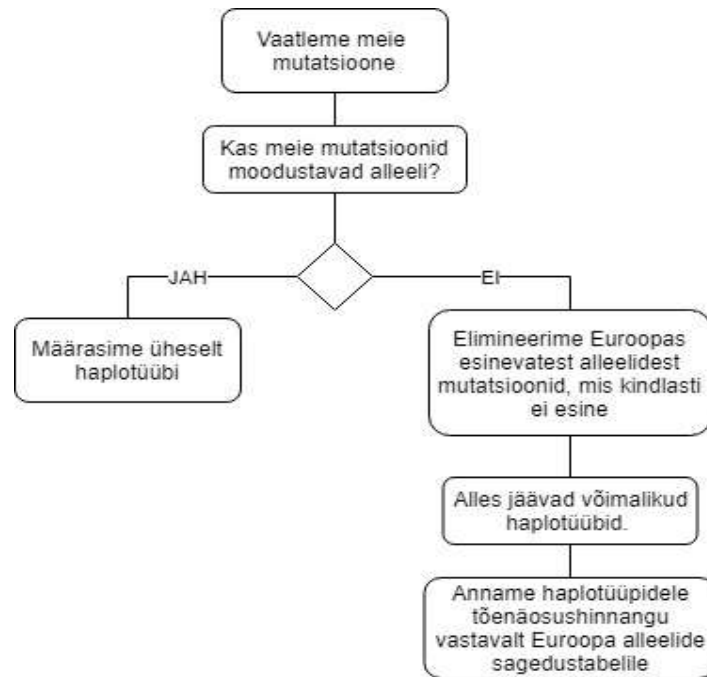 Vaatleme meie
mutatsioone
Kas meie mutatsioonid
moodustavad alleeli?
JAH
EI
Määrasime üheselt
haplotüübi
Elimineerime Euroopas
esinevatest alleelidest
mutatsioonid, mis kindlasti
ei esine
Alles jäävad võimalikud
haplotüübid.
Anname haplotüüpidele
tõenäosushinnangu
vastavalt Euroopa alleelide
sagedustabelile